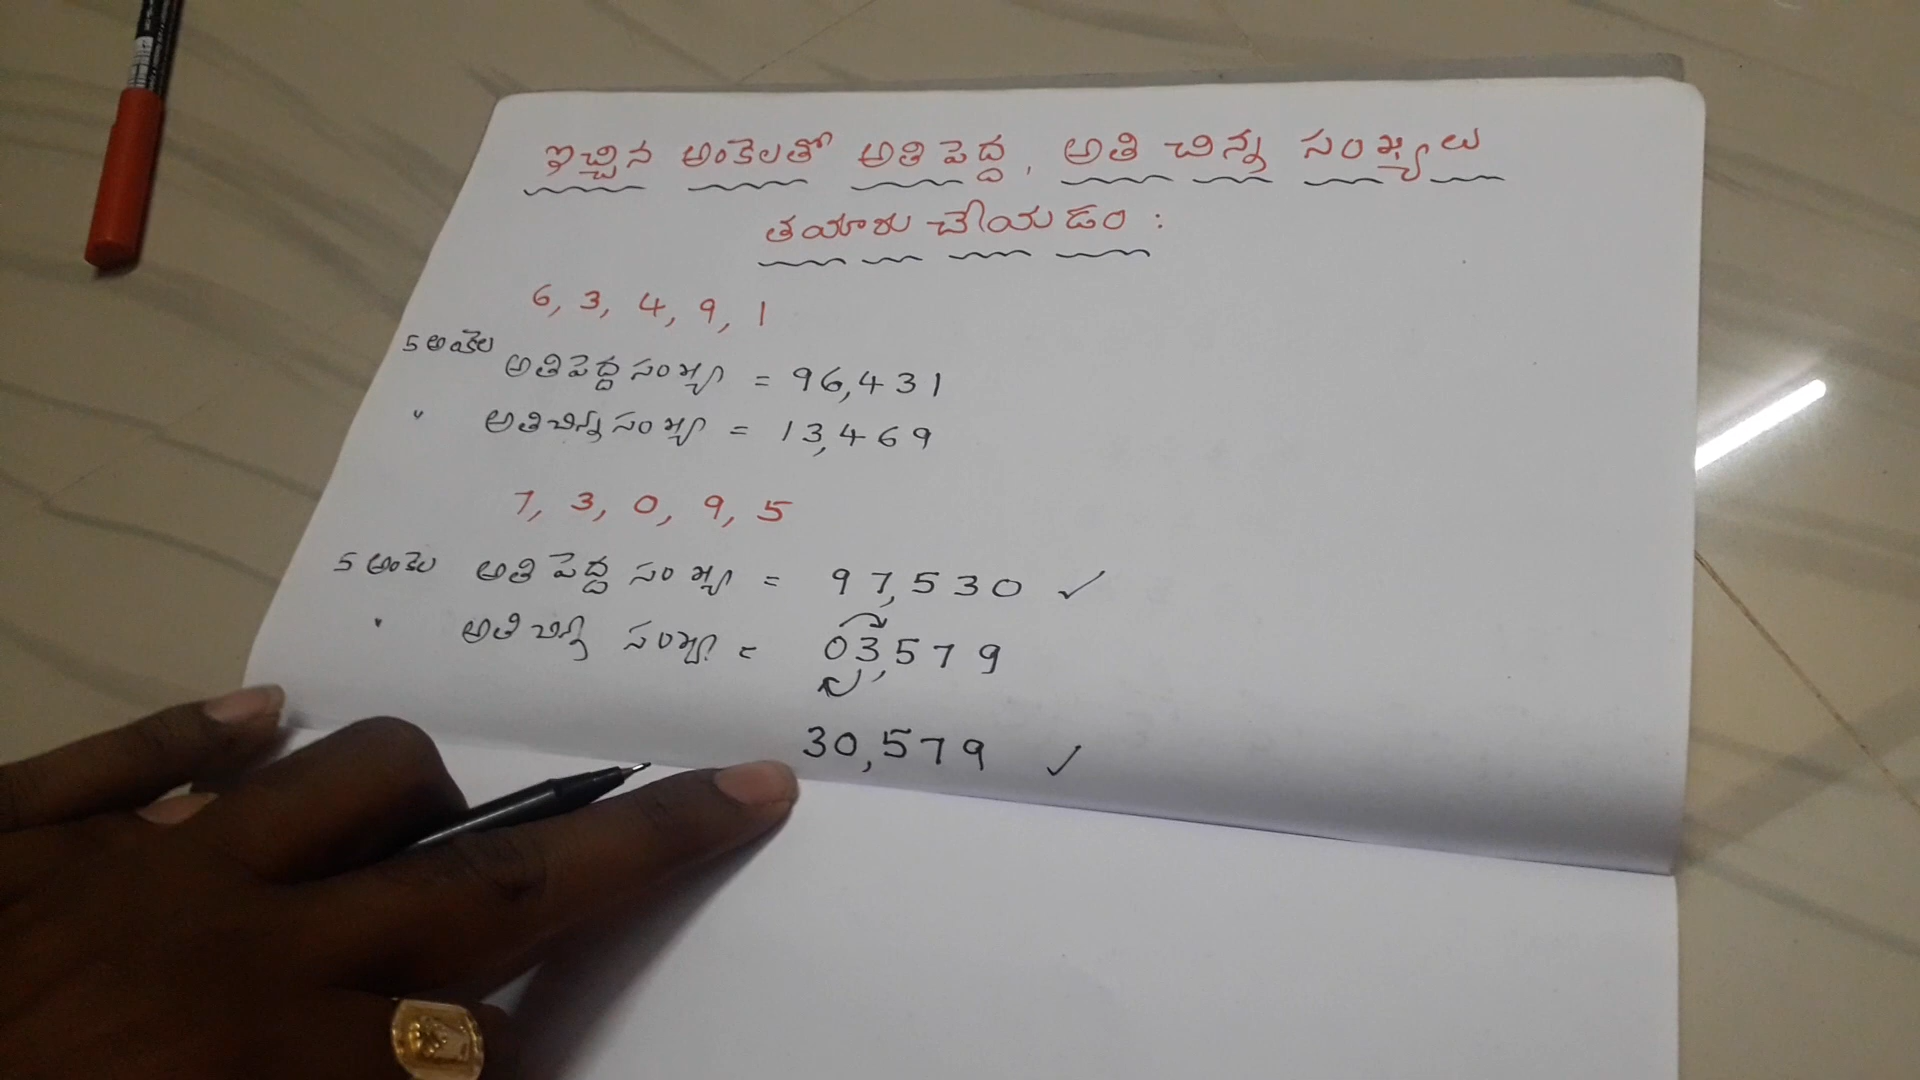 ఇచ్చిన అంకెలతో అతి పెద్ద, అతి చిన్న సంఖ్యలు
తయారు చేయడం :
6, 3, 4, 9, 1
5 అంకెల అతి పెద్ద సంఖ్య = 96,431
" అతి చిన్న సంఖ్య = 13,469
7, 3, 0, 9, 5
5 అంకెల అతి పెద్ద సంఖ్య = 97,530 ✓
" అతి చిన్న సంఖ్య = 03,579
30,579 ✓